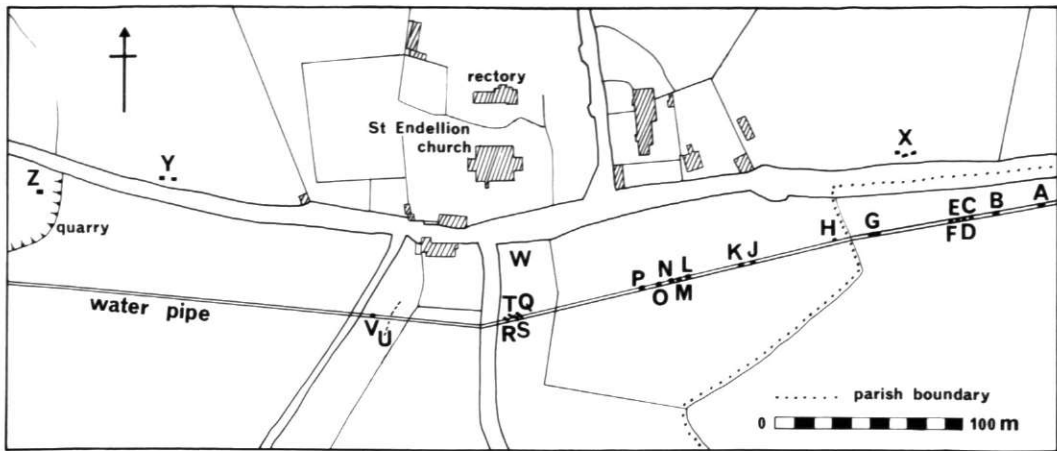 rectory
St Endellion
church
X
Y
Z
quarry
A
B
E C
F D
G
H
W
K J
N L
P
O M
T Q
R S
water pipe
V
U
parish boundary
0 100 m